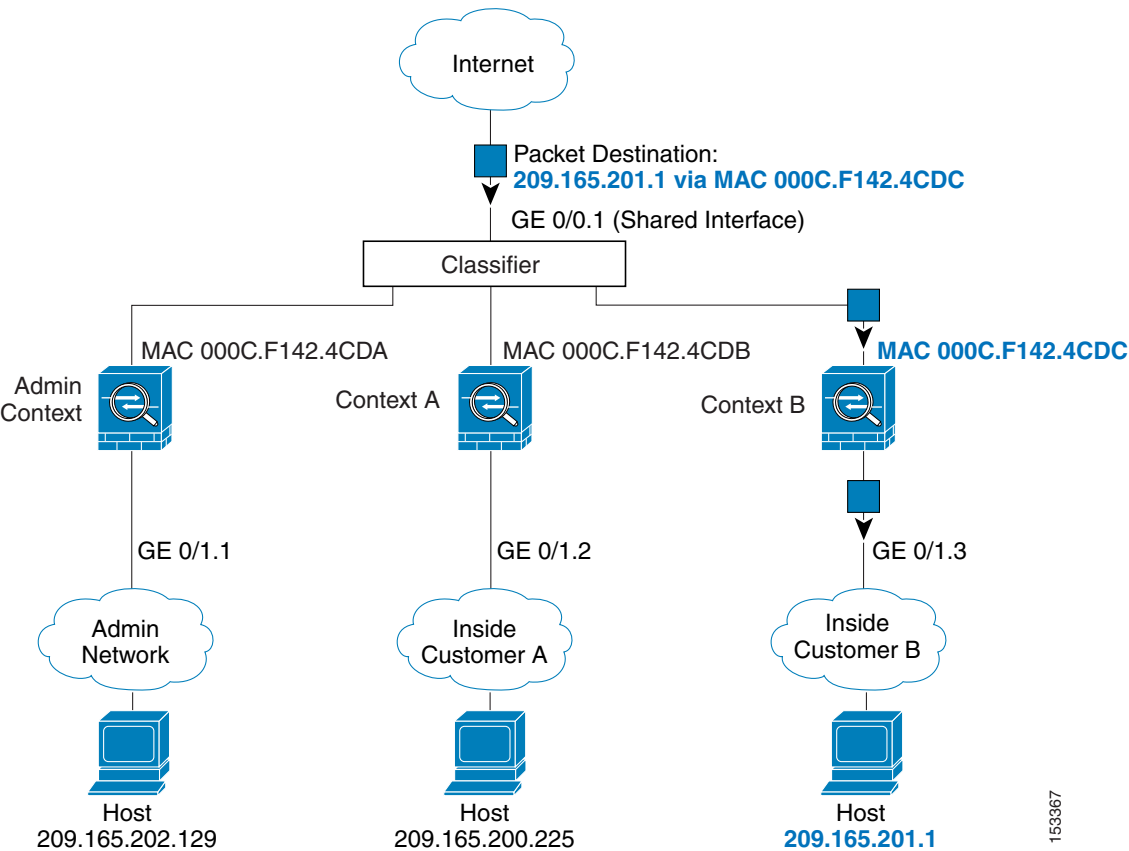 Internet
Packet Destination:
209.165.201.1 via MAC 000C.F142.4CDC
GE 0/0.1 (Shared Interface)
Classifier
MAC 000C.F142.4CDA
MAC 000C.F142.4CDB
MAC 000C.F142.4CDC
Admin
Context
Context A
Context B
GE 0/1.1
GE 0/1.2
GE 0/1.3
Admin
Network
Inside
Customer A
Inside
Customer B
Host
209.165.202.129
Host
209.165.200.225
Host
209.165.201.1
153367